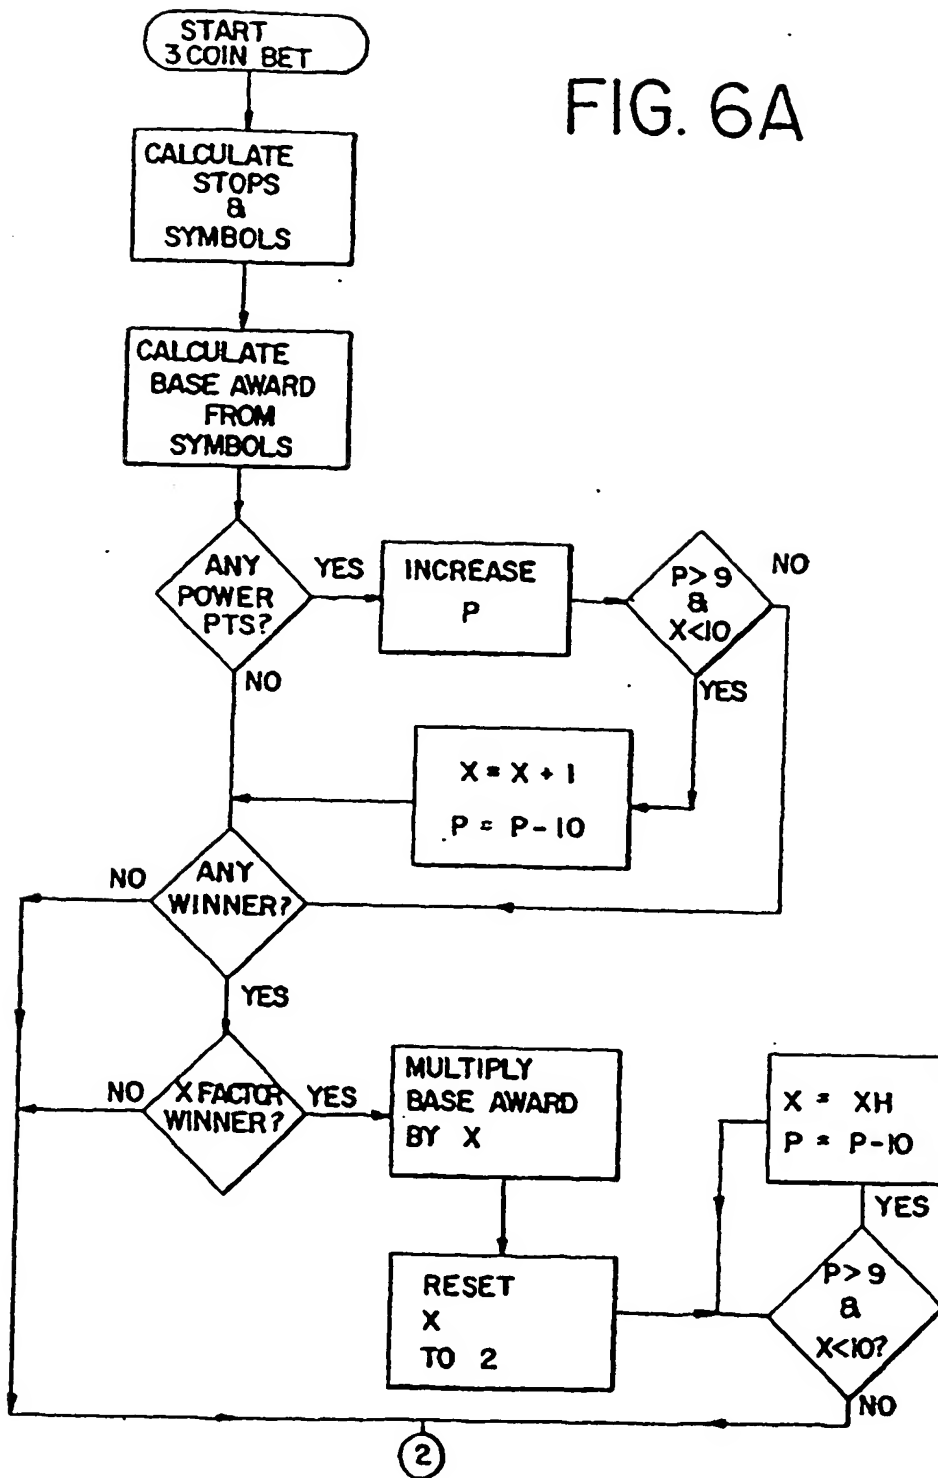 START
3 COIN BET
FIG. 6A
CALCULATE
STOPS
&
SYMBOLS
CALCULATE
BASE AWARD
FROM
SYMBOLS
ANY
POWER
PTS?
YES
INCREASE
P
P>9
&
X<10
NO
YES
NO
X = X + 1
P = P-10
ANY
WINNER?
NO
YES
X FACTOR
WINNER?
NO
YES
MULTIPLY
BASE AWARD
BY X
X = XH
P = P-10
YES
RESET
X
TO 2
P>9
&
X<10?
NO
2